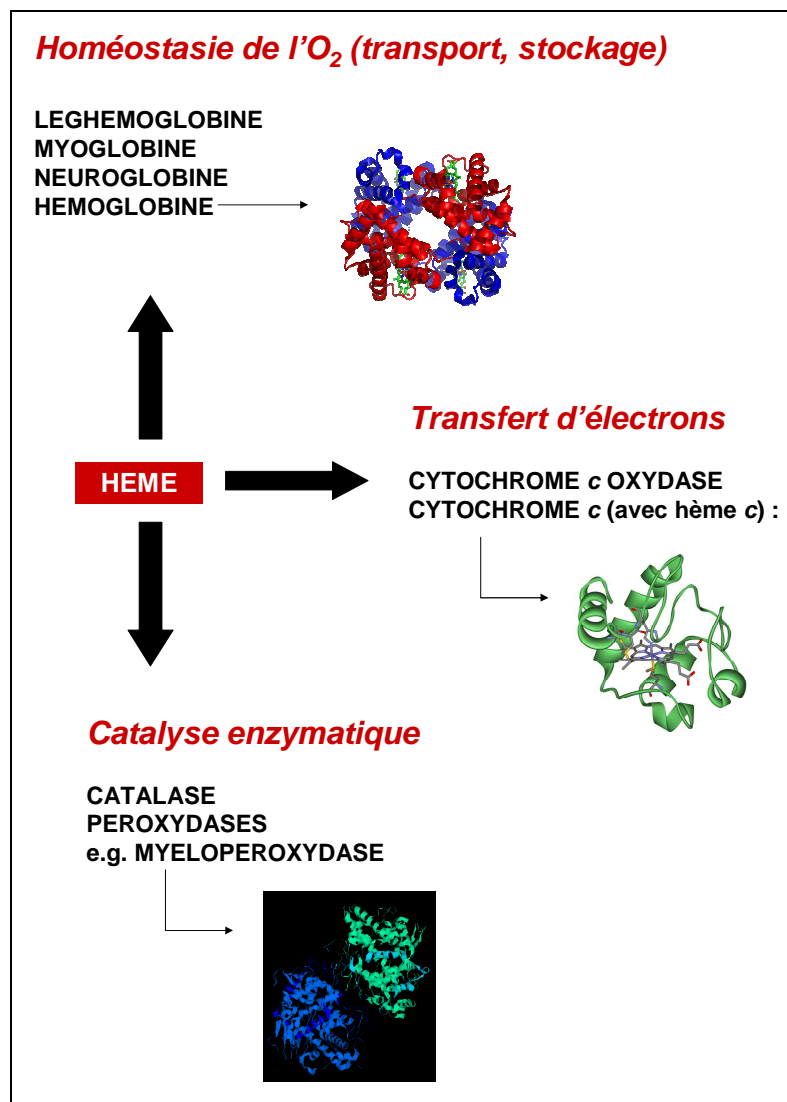 Homéostasie de l'O₂ (transport, stockage)
LEGHEMOGLOBINE
MYOGLOBINE
NEUROGLOBINE
HEMOGLOBINE
Transfert d'électrons
HEME
CYTOCHROME c OXYDASE
CYTOCHROME c (avec hème c) :
Catalyse enzymatique
CATALASE
PEROXYDASES
e.g. MYELOPEROXYDASE